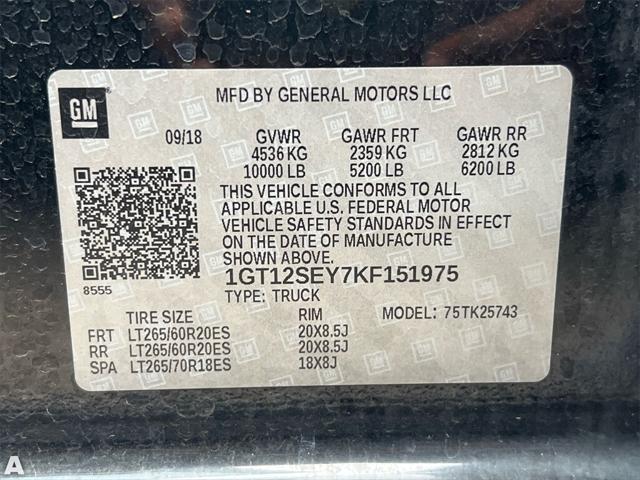 GM
MFD BY GENERAL MOTORS LLC
09/18 GVWR GAWR FRT GAWR RR
4536 KG 2359 KG 2812 KG
10000 LB 5200 LB 6200 LB
THIS VEHICLE CONFORMS TO ALL
APPLICABLE U.S. FEDERAL MOTOR
VEHICLE SAFETY STANDARDS IN EFFECT
ON THE DATE OF MANUFACTURE
SHOWN ABOVE.
8555
1GT12SEY7KF151975
TYPE: TRUCK MODEL: 75TK25743
TIRE SIZE RIM
FRT LT265/60R20ES 20X8.5J
RR LT265/60R20ES 20X8.5J
SPA LT265/70R18ES 18X8J
A